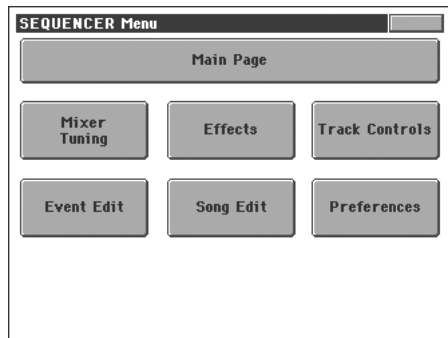 SEQUENCER Menu
Main Page
Mixer
Tuning
Effects
Track Controls
Event Edit
Song Edit
Preferences